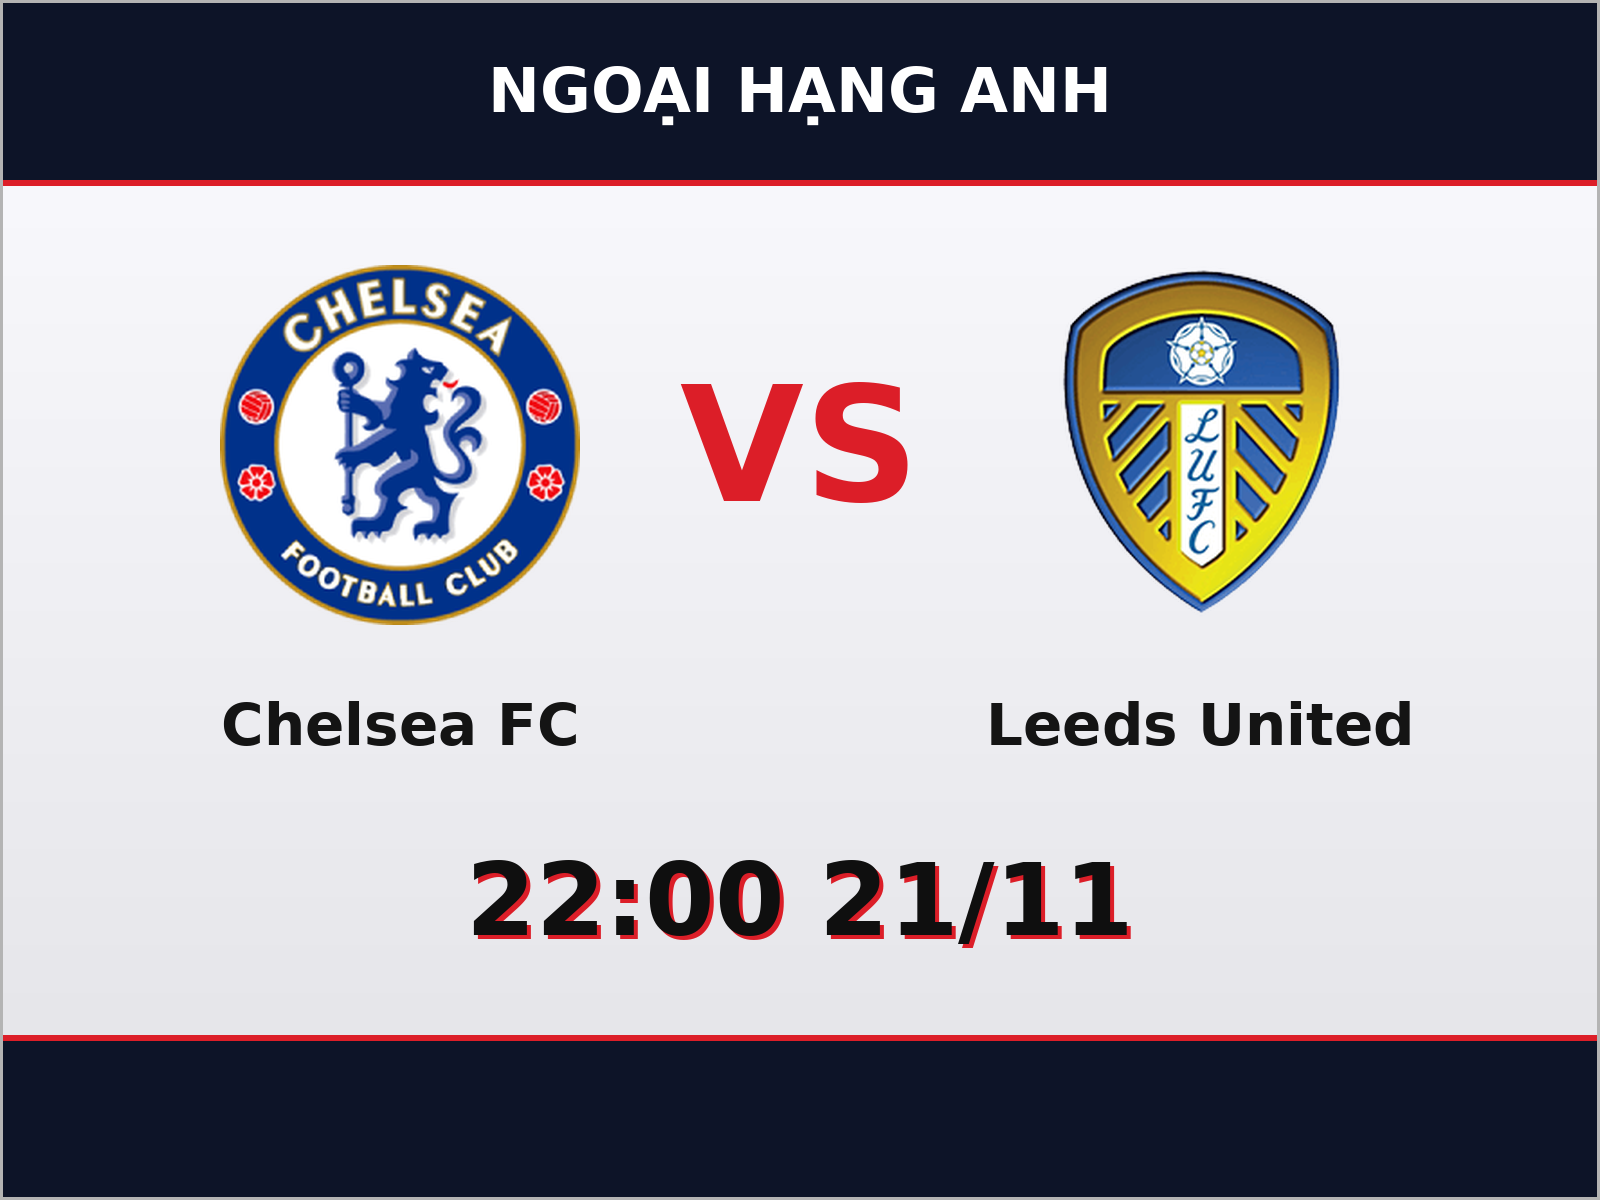 NGOẠI HẠNG ANH
CHELSEA
FOOTBALL CLUB
VS
LUFC
Chelsea FC
Leeds United
22:00 21/11